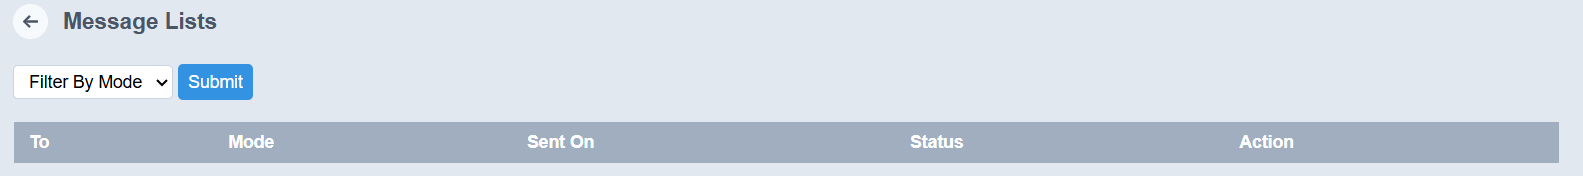 Message Lists
Filter By Mode Submit
To Mode Sent On Status Action